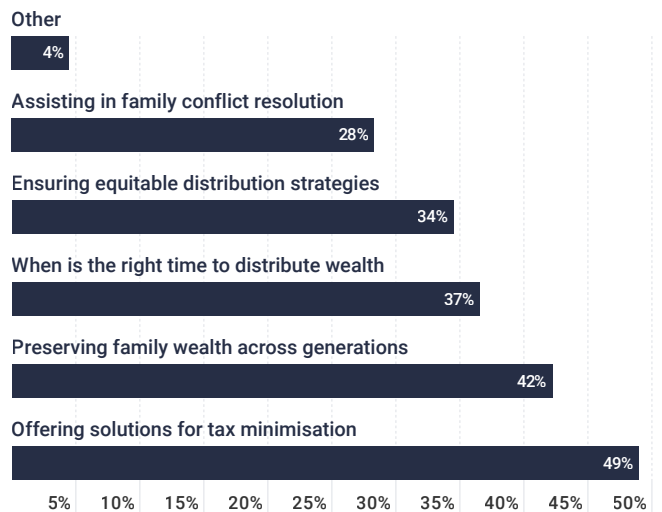 Other
4%
Assisting in family conflict resolution
28%
Ensuring equitable distribution strategies
34%
When is the right time to distribute wealth
37%
Preserving family wealth across generations
42%
Offering solutions for tax minimisation
49%
5% 10% 15% 20% 25% 30% 35% 40% 45% 50%